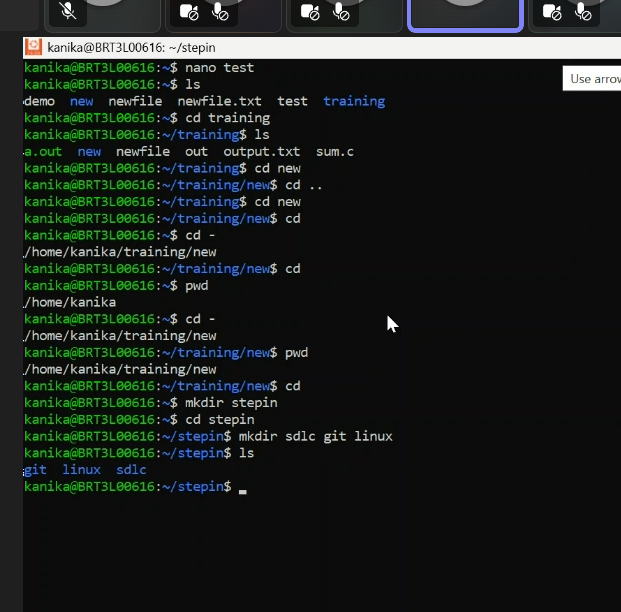 kanika@BRT3L00616: ~/stepin
kanika@BRT3L00616:~$ nano test
Use arrow
kanika@BRT3L00616:~$ ls
demo new newfile newfile.txt test training
kanika@BRT3L00616:~$ cd training
kanika@BRT3L00616:~/training$ ls
a.out new newfile out output.txt sum.c
kanika@BRT3L00616:~/training$ cd new
kanika@BRT3L00616:~/training/new$ cd ..
kanika@BRT3L00616:~/training$ cd new
kanika@BRT3L00616:~/training/new$ cd
kanika@BRT3L00616:~$ cd -
/home/kanika/training/new
kanika@BRT3L00616:~/training/new$ cd
kanika@BRT3L00616:~$ pwd
/home/kanika
kanika@BRT3L00616:~$ cd -
/home/kanika/training/new
kanika@BRT3L00616:~/training/new$ pwd
/home/kanika/training/new
kanika@BRT3L00616:~/training/new$ cd
kanika@BRT3L00616:~$ mkdir stepin
kanika@BRT3L00616:~$ cd stepin
kanika@BRT3L00616:~/stepin$ mkdir sdlc git linux
kanika@BRT3L00616:~/stepin$ ls
git linux sdlc
kanika@BRT3L00616:~/stepin$